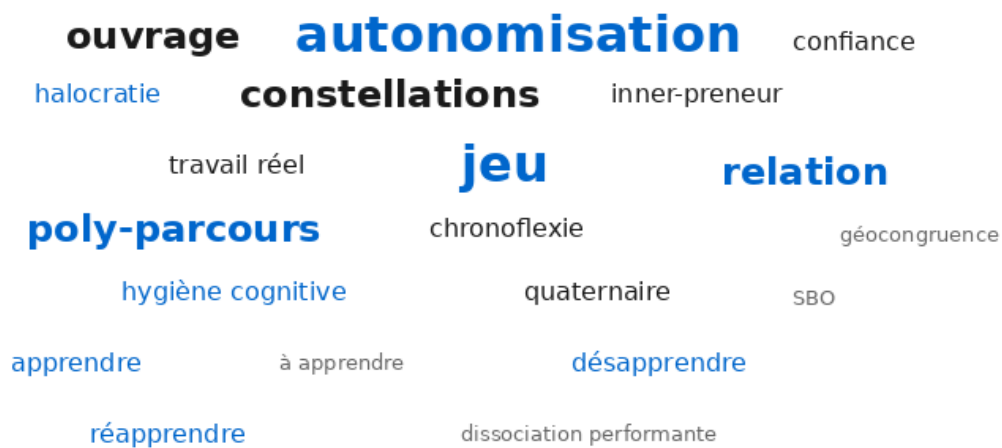 ouvrage autonomisation confiance
halocratie constellations inner-preneur
travail réel jeu relation
poly-parcours chronoflexie géocongruence
hygiène cognitive quaternaire SBO
apprendre à apprendre désapprendre
réapprendre dissociation performante